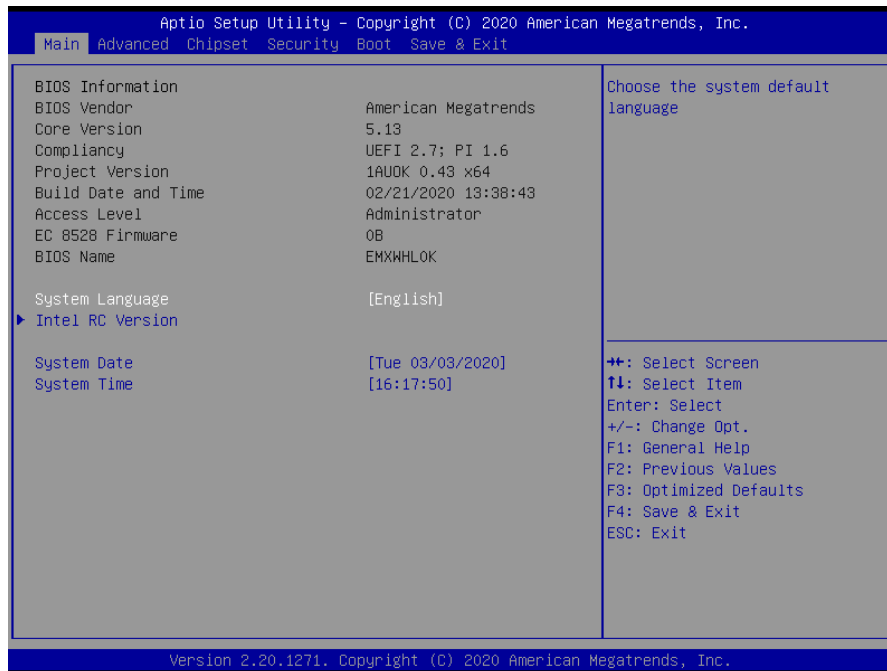 Aptio Setup Utility – Copyright (C) 2020 American Megatrends, Inc.
Main Advanced Chipset Security Boot Save & Exit
BIOS Information
BIOS Vendor American Megatrends
Core Version 5.13
Compliancy UEFI 2.7; PI 1.6
Project Version 1AUOK 0.43 x64
Build Date and Time 02/21/2020 13:38:43
Access Level Administrator
EC 8528 Firmware 0B
BIOS Name EMXWHLOK
System Language [English]
Intel RC Version
System Date [Tue 03/03/2020]
System Time [16:17:50]
Choose the system default
language
→←: Select Screen
↑↓: Select Item
Enter: Select
+/-: Change Opt.
F1: General Help
F2: Previous Values
F3: Optimized Defaults
F4: Save & Exit
ESC: Exit
Version 2.20.1271. Copyright (C) 2020 American Megatrends, Inc.